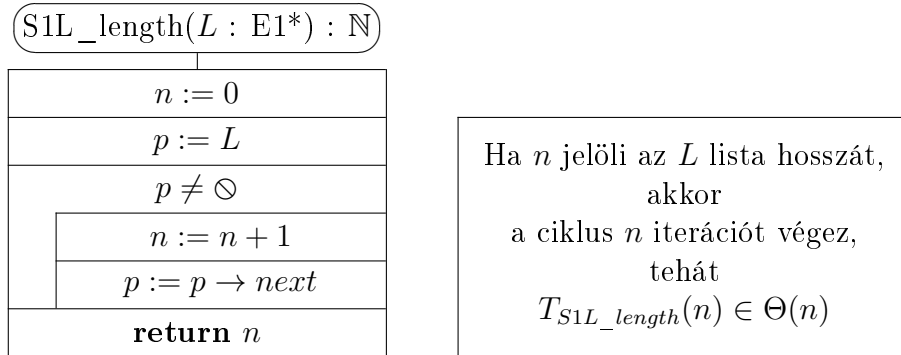 S1L_length(L : E1*) : ℕ
n := 0
p := L
p ≠ ⦸
n := n + 1
p := p → next
return n
Ha n jelöli az L lista hosszát,
akkor
a ciklus n iterációt végez,
tehát
T_{S1L_length}(n) ∈ Θ(n)